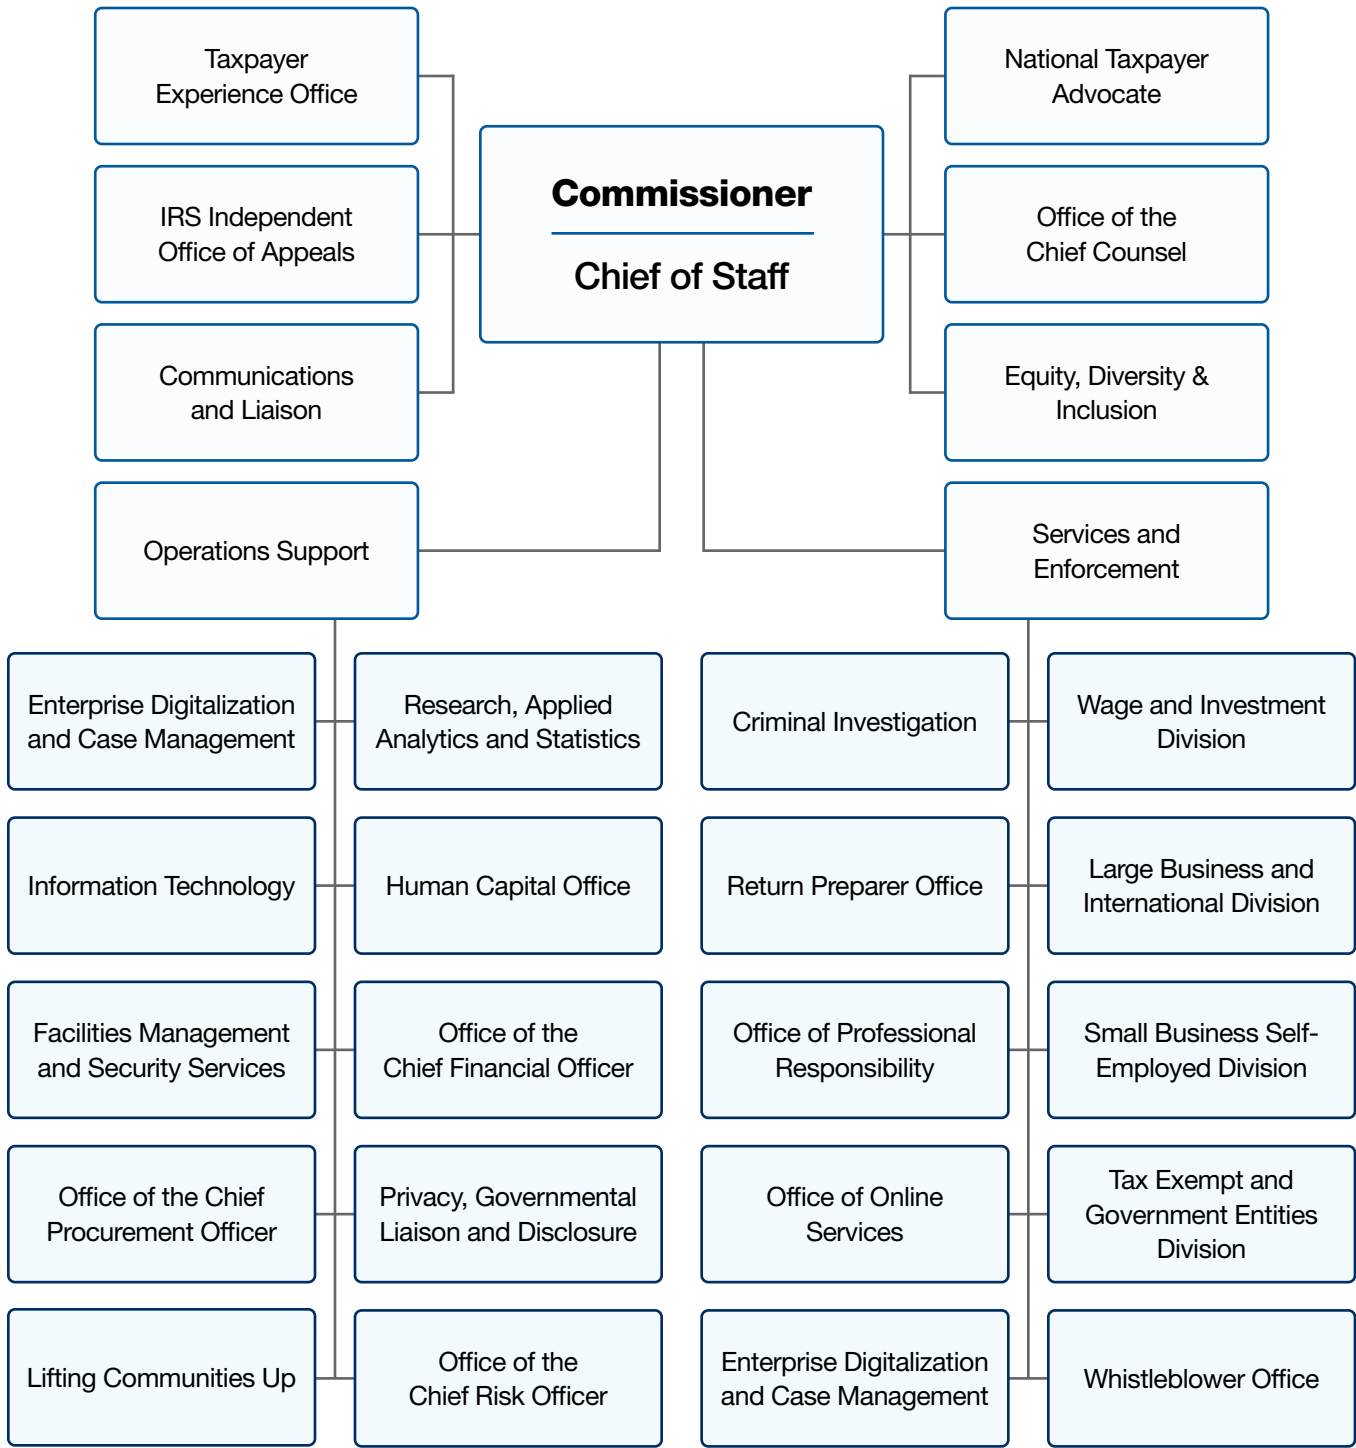 Taxpayer
Experience Office
National Taxpayer
Advocate
Commissioner
Chief of Staff
IRS Independent
Office of Appeals
Office of the
Chief Counsel
Communications
and Liaison
Equity, Diversity &
Inclusion
Operations Support
Services and
Enforcement
Enterprise Digitalization
and Case Management
Research, Applied
Analytics and Statistics
Criminal Investigation
Wage and Investment
Division
Information Technology
Human Capital Office
Return Preparer Office
Large Business and
International Division
Facilities Management
and Security Services
Office of the
Chief Financial Officer
Office of Professional
Responsibility
Small Business Self-
Employed Division
Office of the Chief
Procurement Officer
Privacy, Governmental
Liaison and Disclosure
Office of Online
Services
Tax Exempt and
Government Entities
Division
Lifting Communities Up
Office of the
Chief Risk Officer
Enterprise Digitalization
and Case Management
Whistleblower Office